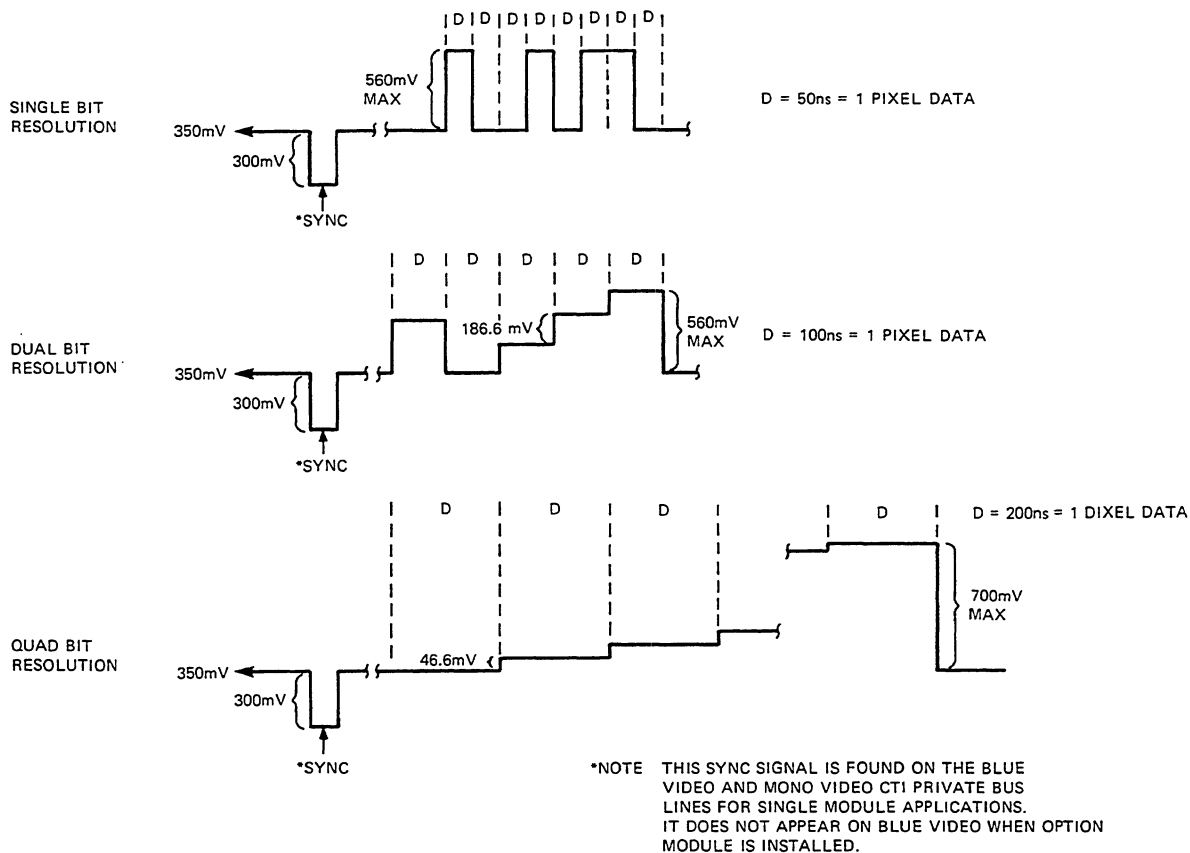 D D D D D D D D
560mV
MAX
SINGLE BIT
RESOLUTION
350mV
300mV
*SYNC
D = 50ns = 1 PIXEL DATA
D D D D D
186.6 mV
560mV
MAX
DUAL BIT
RESOLUTION
350mV
300mV
*SYNC
D = 100ns = 1 PIXEL DATA
D D D D
D = 200ns = 1 DIXEL DATA
700mV
MAX
QUAD BIT
RESOLUTION
350mV
46.6mV
300mV
*SYNC
*NOTE THIS SYNC SIGNAL IS FOUND ON THE BLUE
VIDEO AND MONO VIDEO CTI PRIVATE BUS
LINES FOR SINGLE MODULE APPLICATIONS.
IT DOES NOT APPEAR ON BLUE VIDEO WHEN OPTION
MODULE IS INSTALLED.